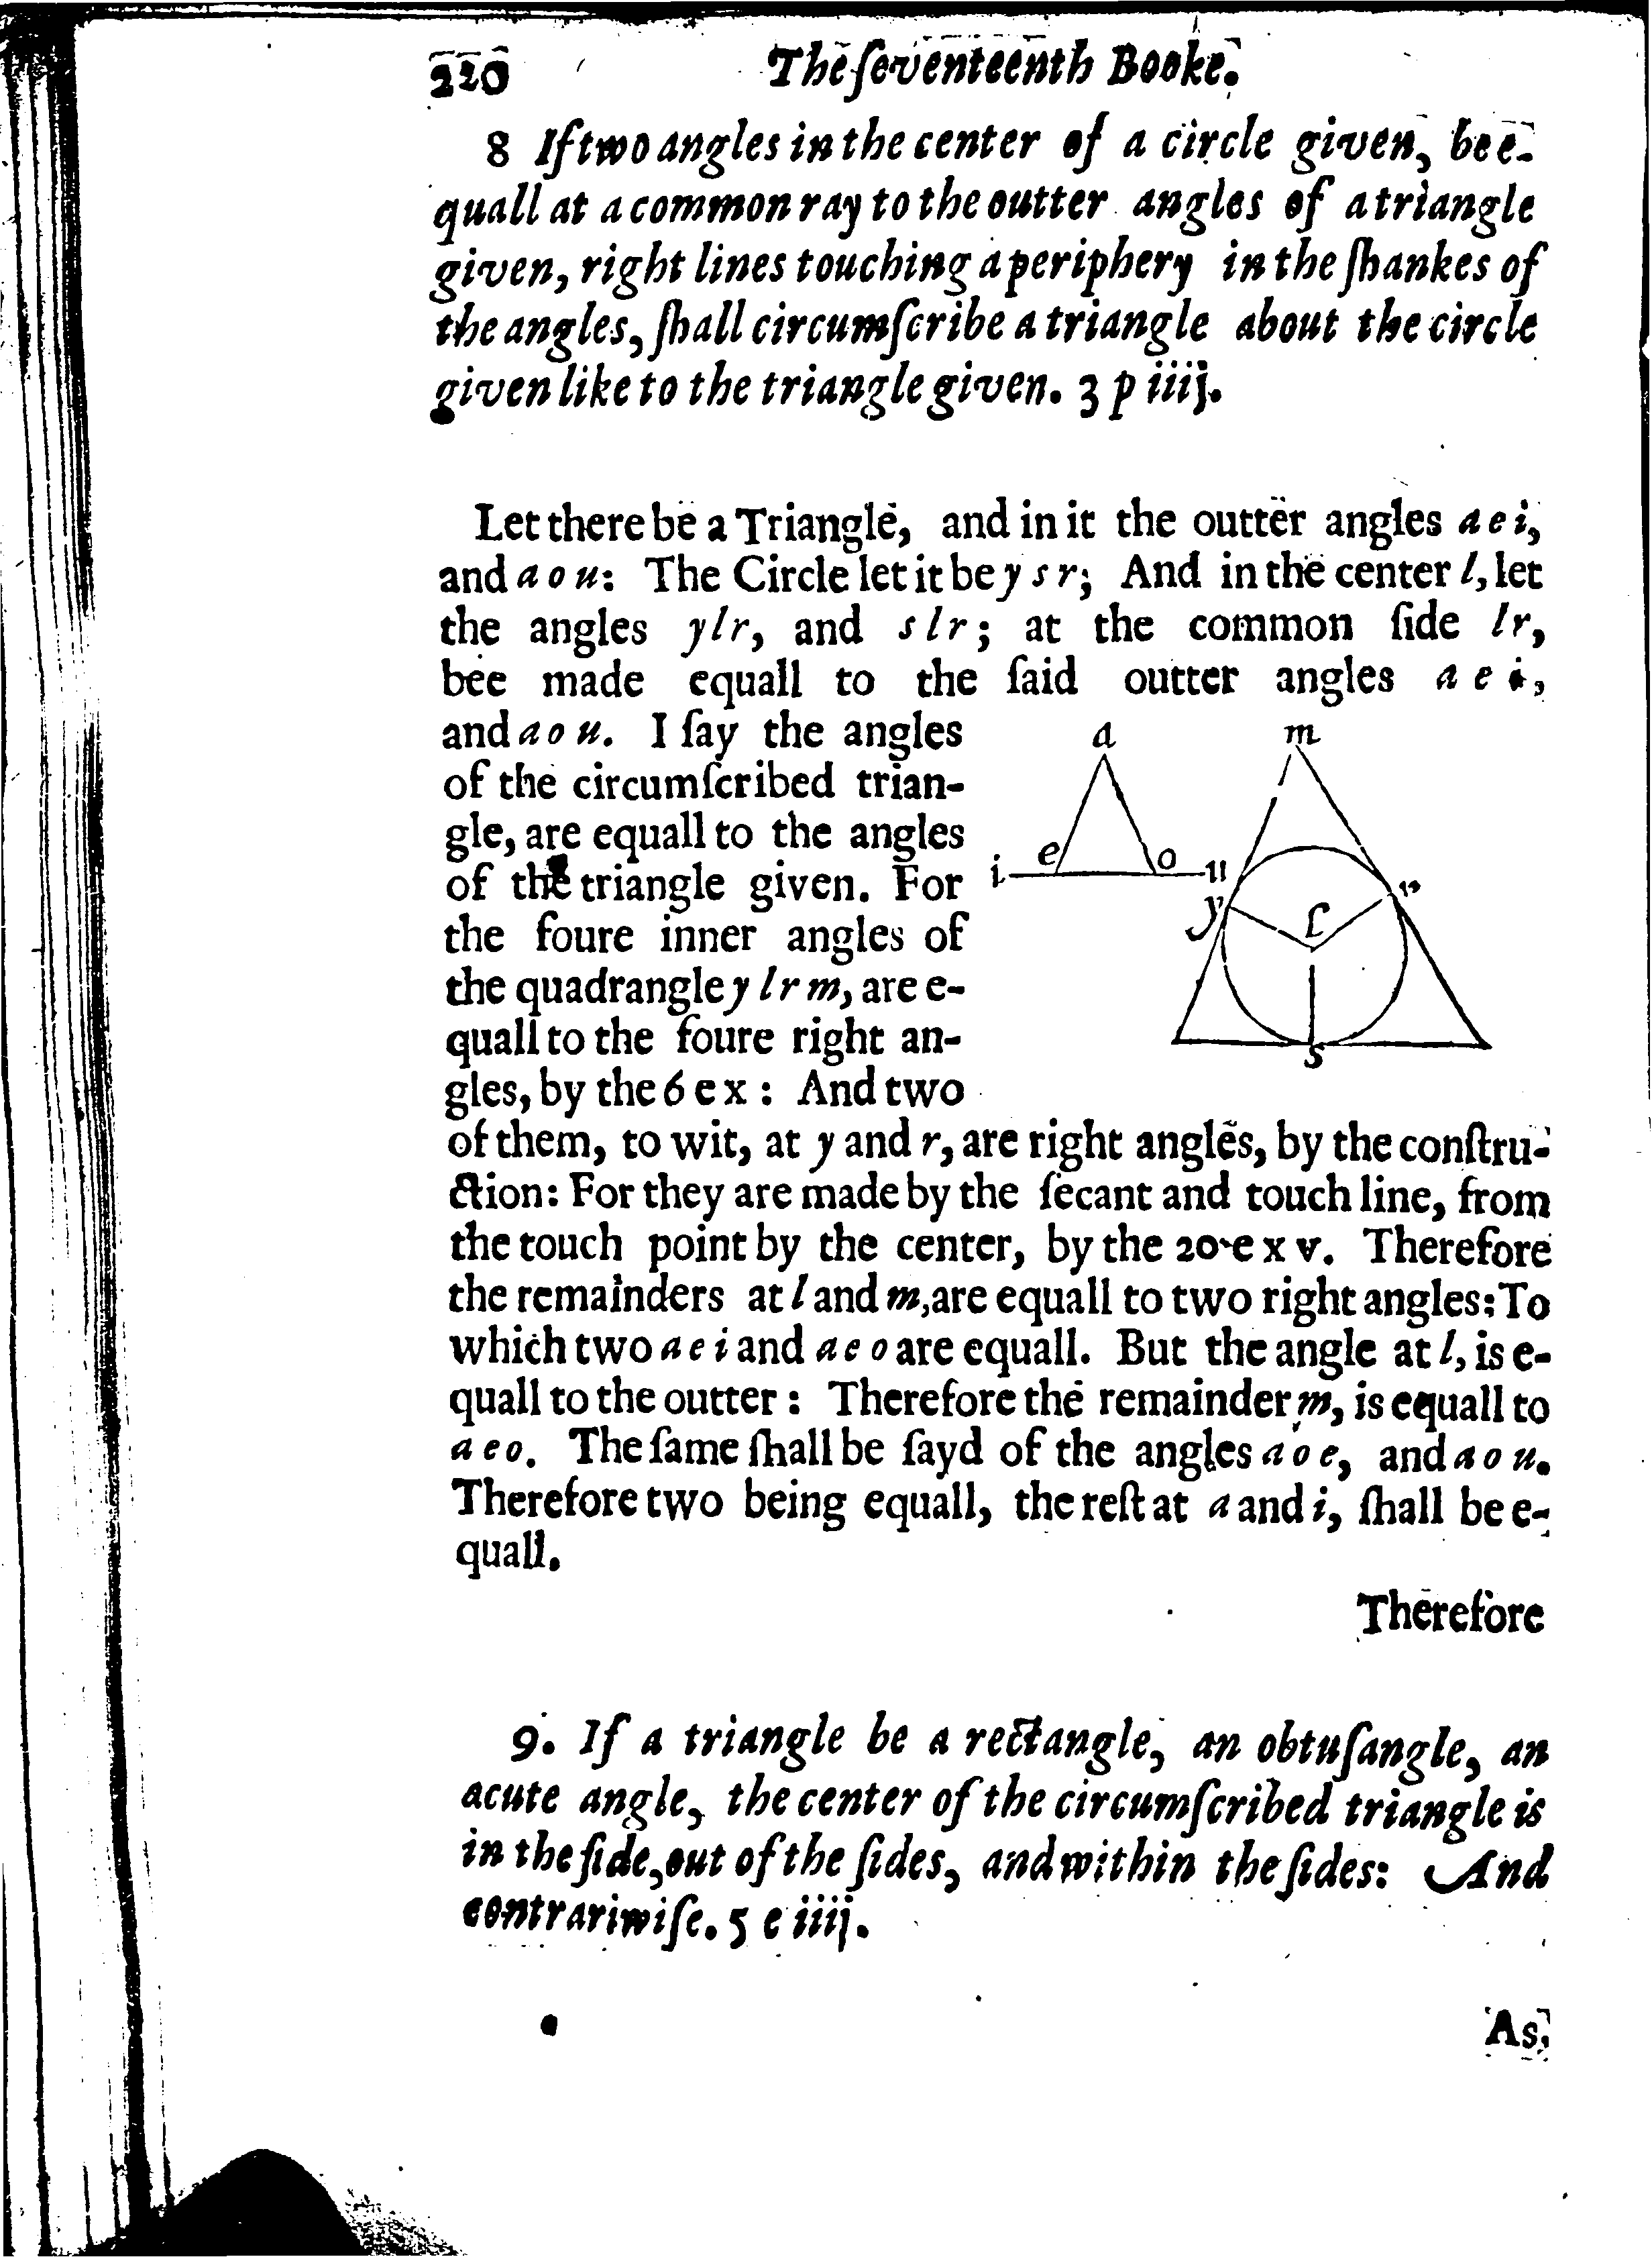 220 The ſeventeenth Booke.
8 If two angles in the center of a circle given, bee-
quall at a common ray to the outter angles of a triangle
given, right lines touching a periphery in the ſhankes of
the angles, ſhall circumſcribe a triangle about the circle
given like to the triangle given. 3 p iiij.
Let there be a Triangle, and in it the outter angles a e i,
and a o u: The Circle let it be y s r; And in the center l, let
the angles ylr, and s l r; at the common ſide lr,
bee made equall to the ſaid outter angles a e i,
and a o u. I ſay the angles
of the circumſcribed trian-
gle, are equall to the angles
of the triangle given. For
the foure inner angles of
the quadrangle y l r m, are e-
quall to the foure right an-
gles, by the 6 e x : And two
a
m
e
o
i
u
y
r
l
s
of them, to wit, at y and r, are right angles, by the conſtru-
ction: For they are made by the ſecant and touch line, from
the touch point by the center, by the 20 e x v. Therefore
the remainders at l and m, are equall to two right angles: To
which two a e i and a e o are equall. But the angle at l, is e-
quall to the outter : Therefore the remainder m, is equall to
a e o. The ſame ſhall be ſayd of the angles a o e, and a o u.
Therefore two being equall, the reſt at a and i, ſhall be e-
quall.
Therefore
9. If a triangle be a rectangle, an obtuſangle, an
acute angle, the center of the circumſcribed triangle is
in the ſide, out of the ſides, and within the ſides: And
contrariwiſe. 5 e iiij.
As,